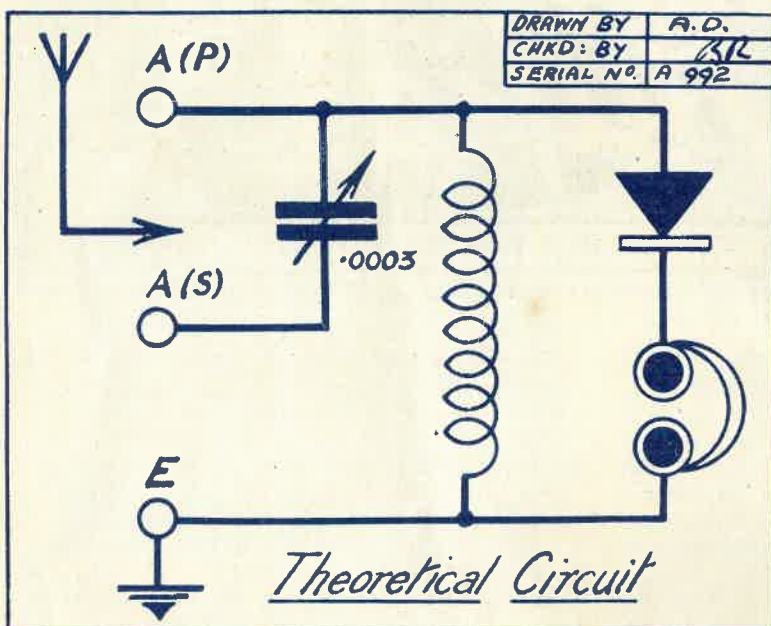 DRAWN BY A.D.
CHKD: BY
SERIAL NO. A 992
A(P)
.0003
A(S)
E
Theoretical Circuit